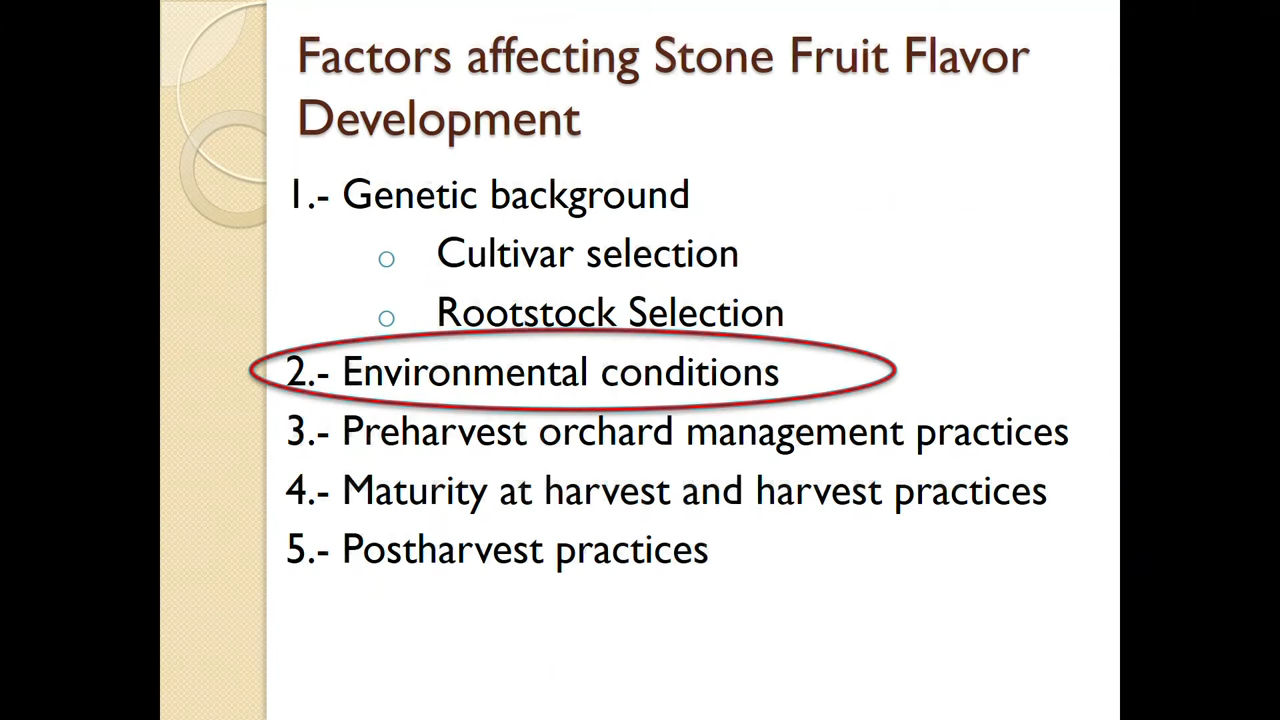 Factors affecting Stone Fruit Flavor
Development
1.- Genetic background
o Cultivar selection
o Rootstock Selection
2.- Environmental conditions
3.- Preharvest orchard management practices
4.- Maturity at harvest and harvest practices
5.- Postharvest practices